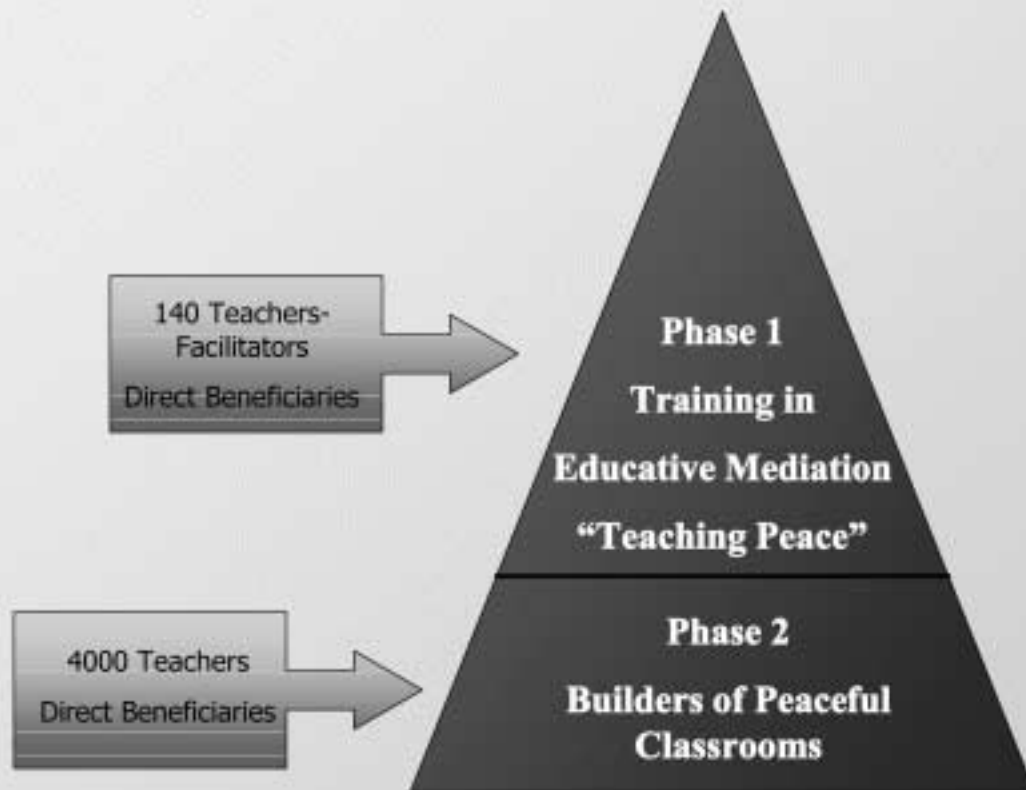 140 Teachers-
Facilitators
Direct Beneficiaries
Phase 1
Training in
Educative Mediation
“Teaching Peace”
4000 Teachers
Direct Beneficiaries
Phase 2
Builders of Peaceful
Classrooms